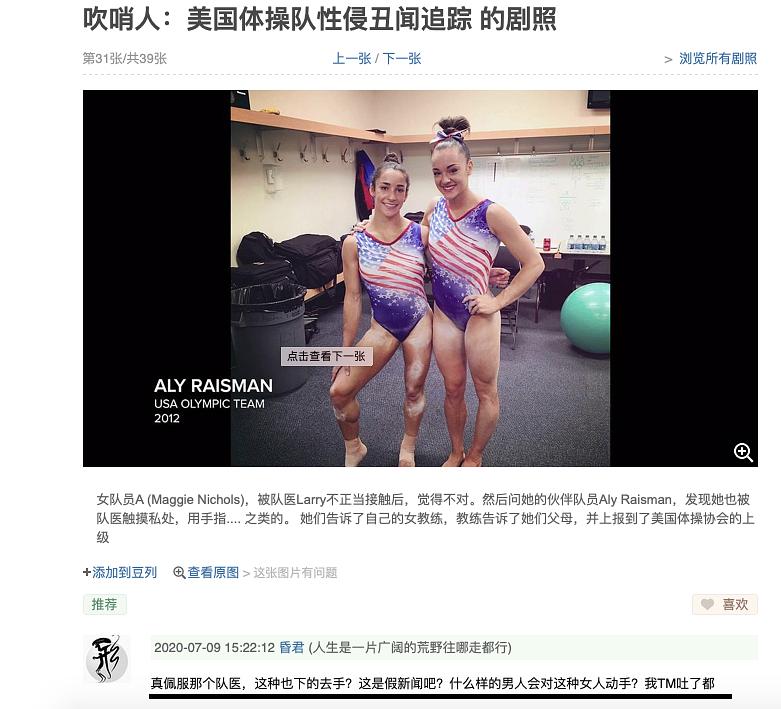 吹哨人：美国体操队性侵丑闻追踪 的剧照
第31张/共39张 上一张 / 下一张 > 浏览所有剧照
点击查看下一张
ALY RAISMAN
USA OLYMPIC TEAM
2012
女队员A (Maggie Nichols)，被队医Larry不正当接触后，觉得不对。然后问她的伙伴队员Aly Raisman，发现她也被
队医触摸私处，用手指.... 之类的。 她们告诉了自己的女教练，教练告诉了她们父母，并上报到了美国体操协会的上
级
+添加到豆列 查看原图 > 这张图片有问题
推荐 喜欢
2020-07-09 15:22:12 昏君 (人生是一片广阔的荒野往哪走都行)
真佩服那个队医，这种也下的去手？这是假新闻吧？什么样的男人会对这种女人动手？我TM吐了都